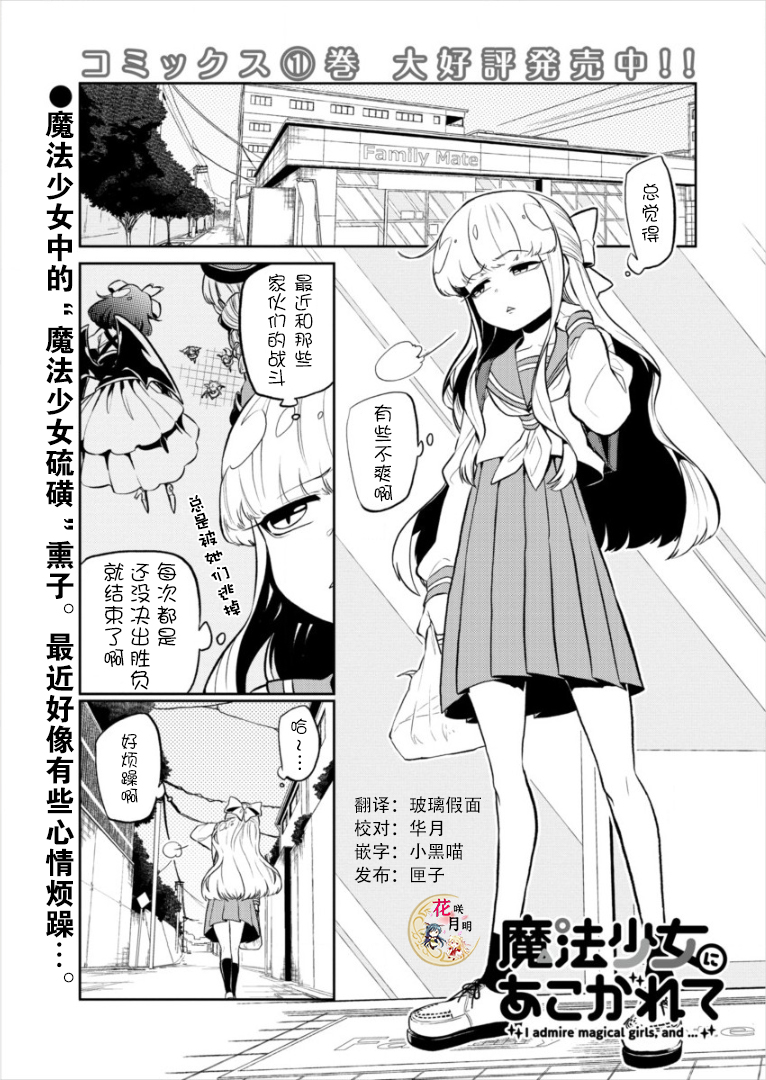 コミックス①巻 大好評発売中!!
●魔法少女中的“魔法少女硫磺”熏子。最近好像有些心情烦躁…。
Family Mate
总觉得
有些不爽啊
最近和那些
家伙们的战斗
总是被她们逃掉
每次都是
还没决出胜负
就结束了啊
哈~…
好烦躁啊
翻译：玻璃假面
校对：华月
嵌字：小黑喵
发布：匣子
花咲
月明
魔法少女に
あこがれて
I admire magical girls, and ...